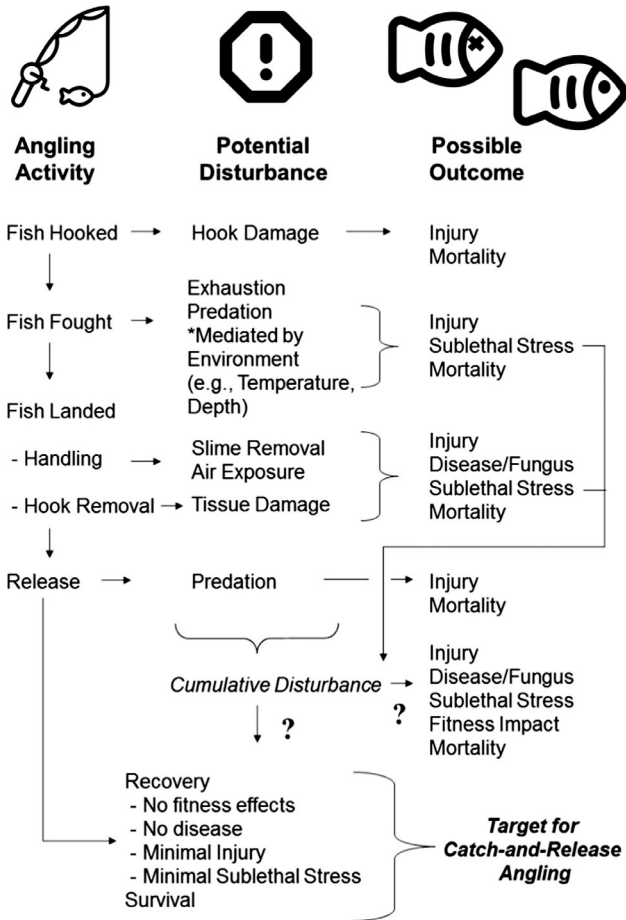 Angling
Activity
Potential
Disturbance
Possible
Outcome
Fish Hooked
Hook Damage
Injury
Mortality
Fish Fought
Exhaustion
Predation
*Mediated by
Environment
(e.g., Temperature,
Depth)
Injury
Sublethal Stress
Mortality
Fish Landed
- Handling
Slime Removal
Air Exposure
- Hook Removal
Tissue Damage
Injury
Disease/Fungus
Sublethal Stress
Mortality
Release
Predation
Injury
Mortality
Cumulative Disturbance
Injury
Disease/Fungus
Sublethal Stress
Fitness Impact
Mortality
?
?
Recovery
- No fitness effects
- No disease
- Minimal Injury
- Minimal Sublethal Stress
Survival
Target for
Catch-and-Release
Angling